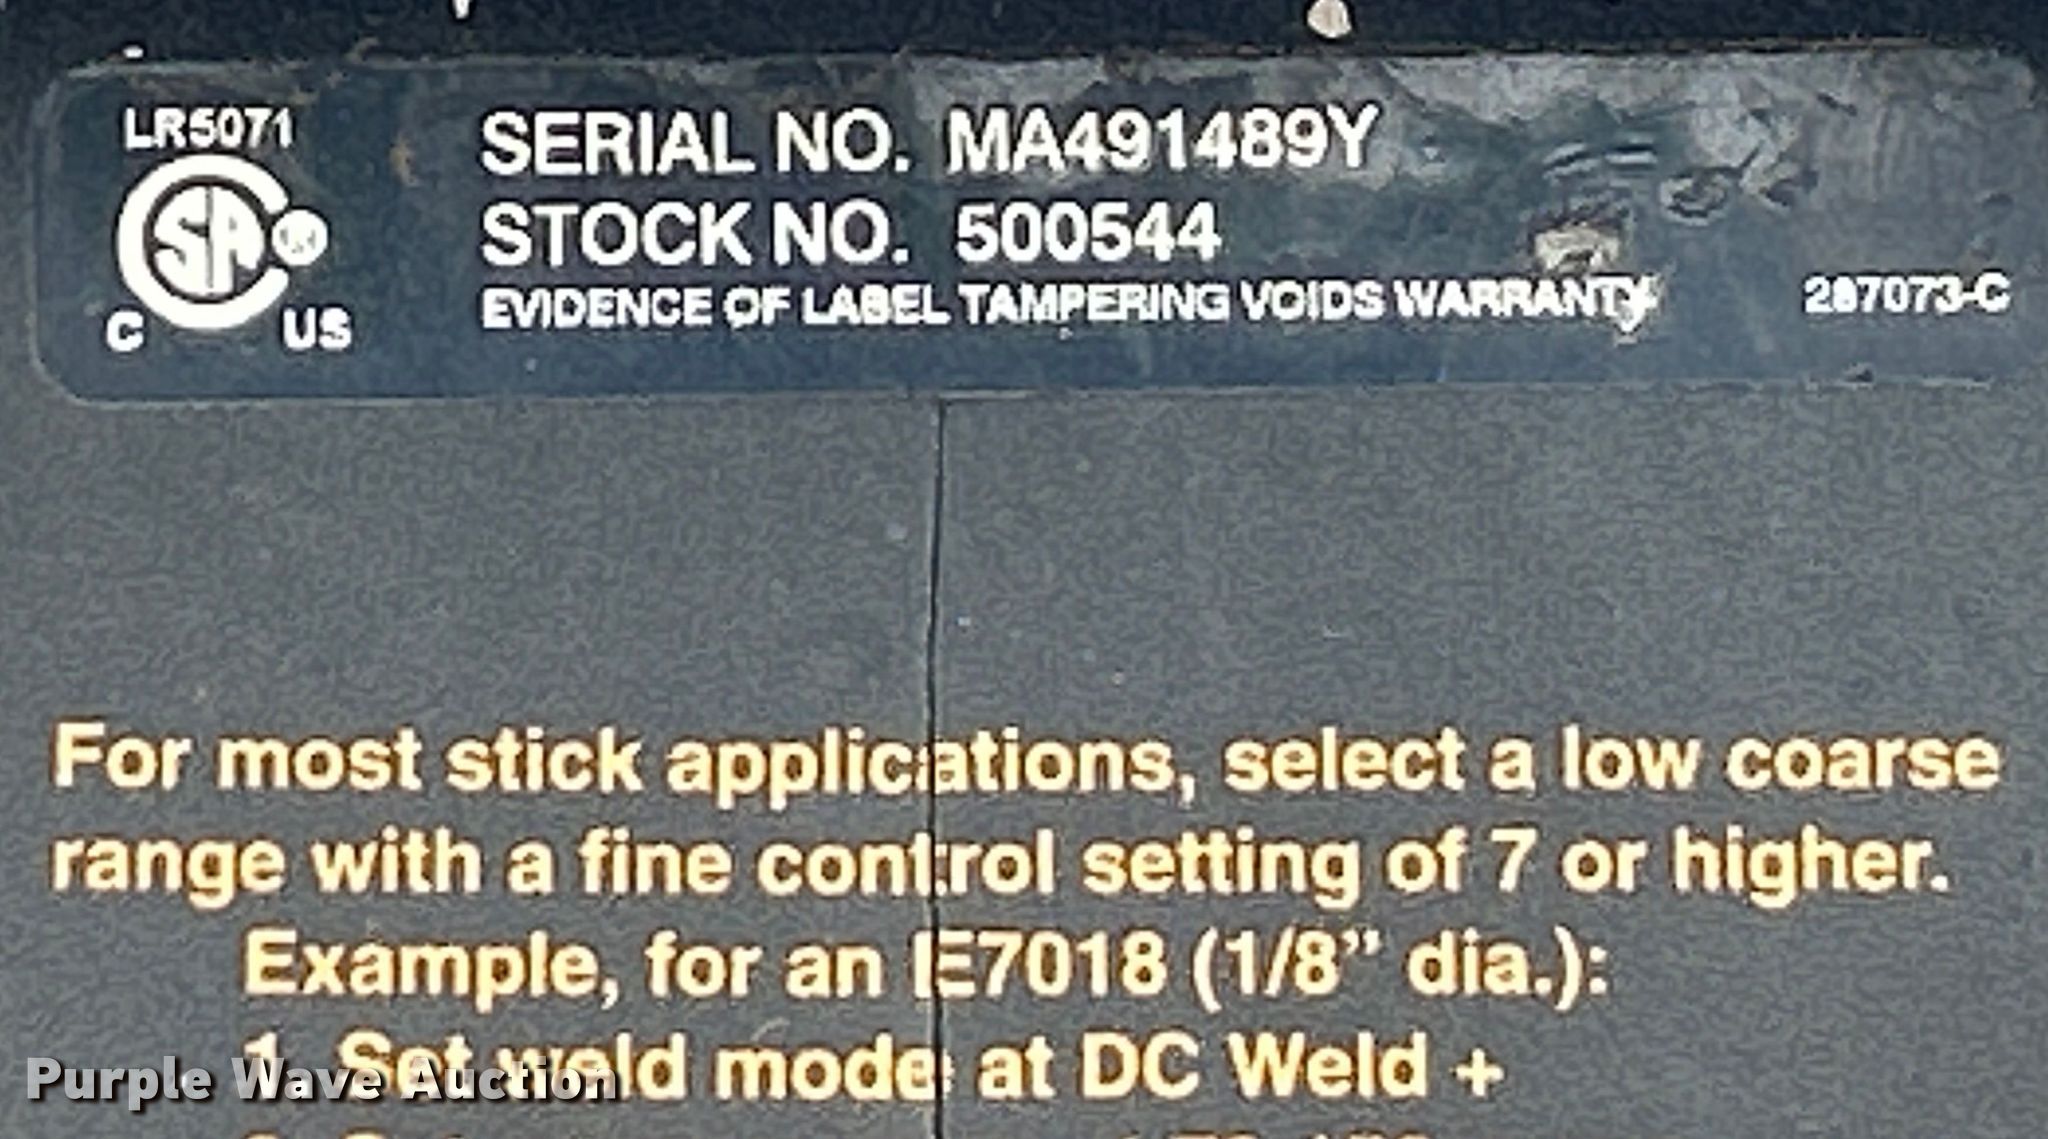 LR5071
SA
C US
SERIAL NO. MA491489Y
STOCK NO. 500544
EVIDENCE OF LABEL TAMPERING VOIDS WARRANTY
287073-C
For most stick applications, select a low coarse
range with a fine control setting of 7 or higher.
Example, for an E7018 (1/8” dia.):
1. Set weld mode at DC Weld +
Purple Wave Auction